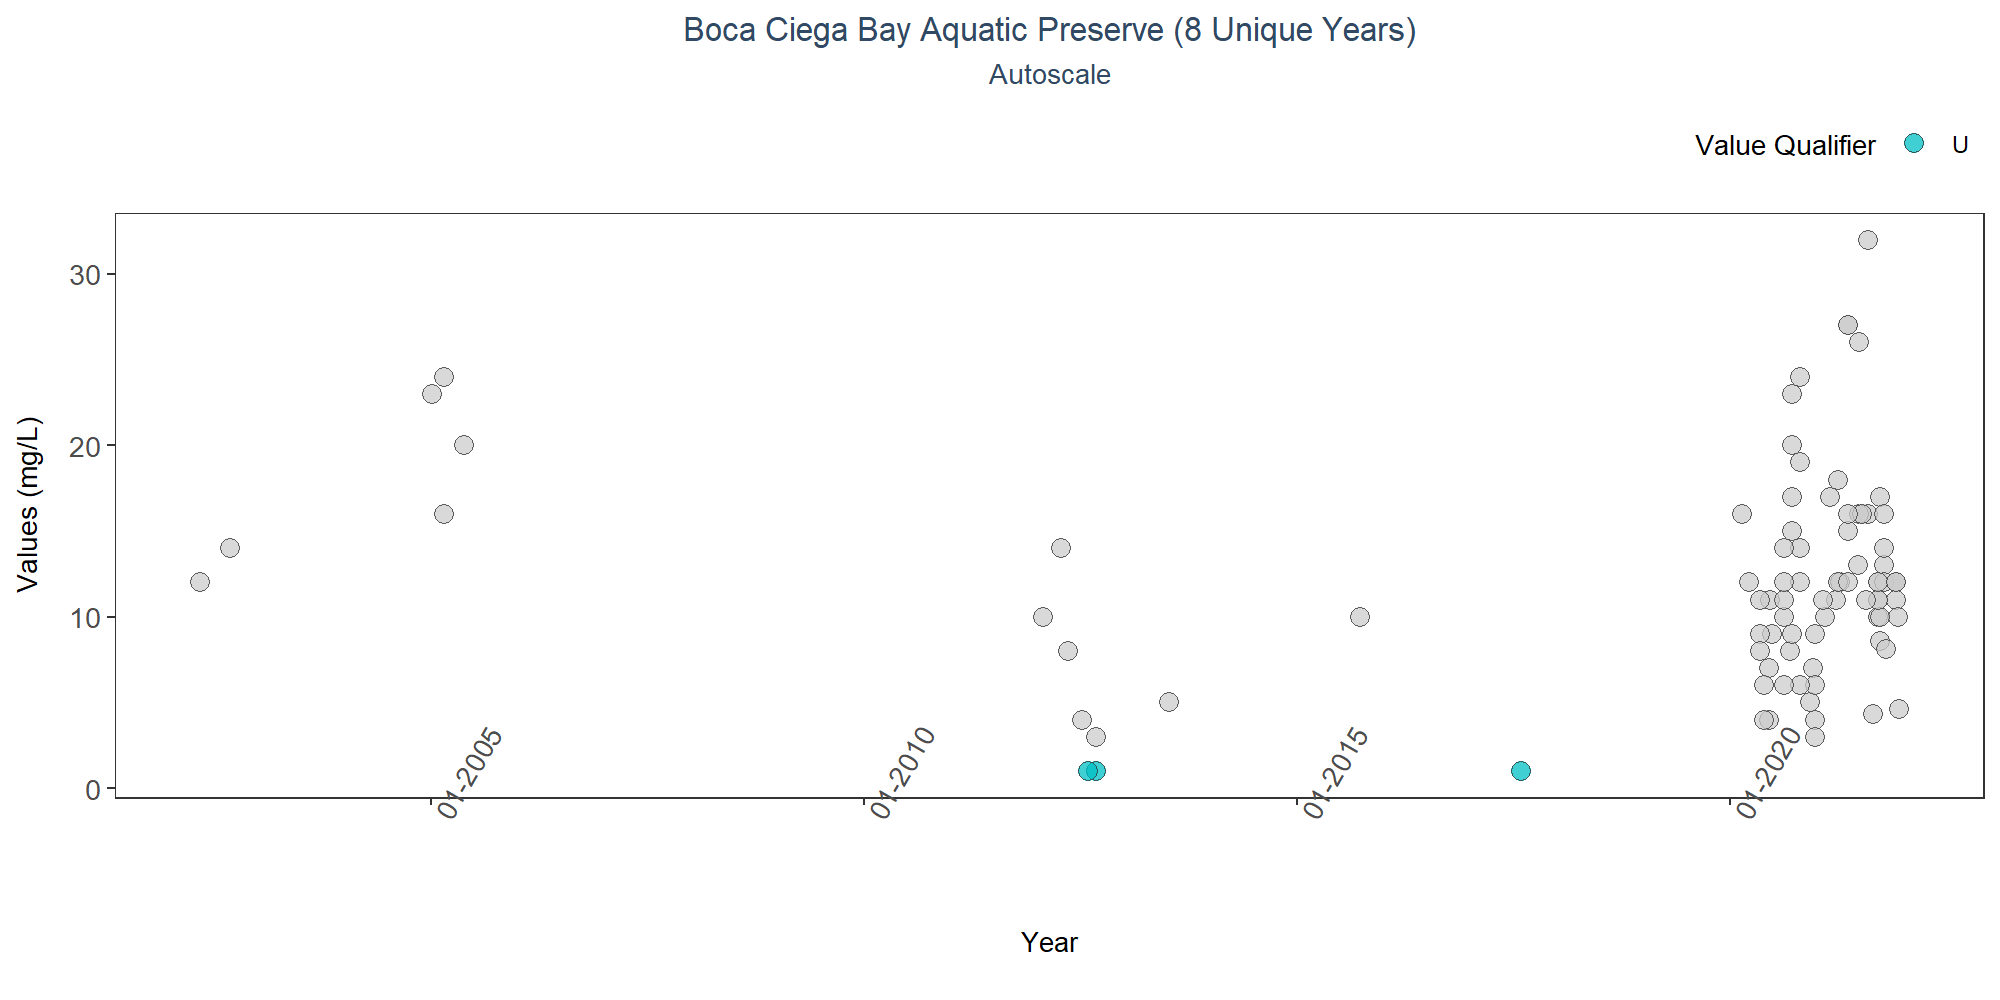 Boca Ciega Bay Aquatic Preserve (8 Unique Years)
Autoscale
Value Qualifier U
Values (mg/L)
30
20
10
0
01-2005
01-2010
01-2015
01-2020
Year